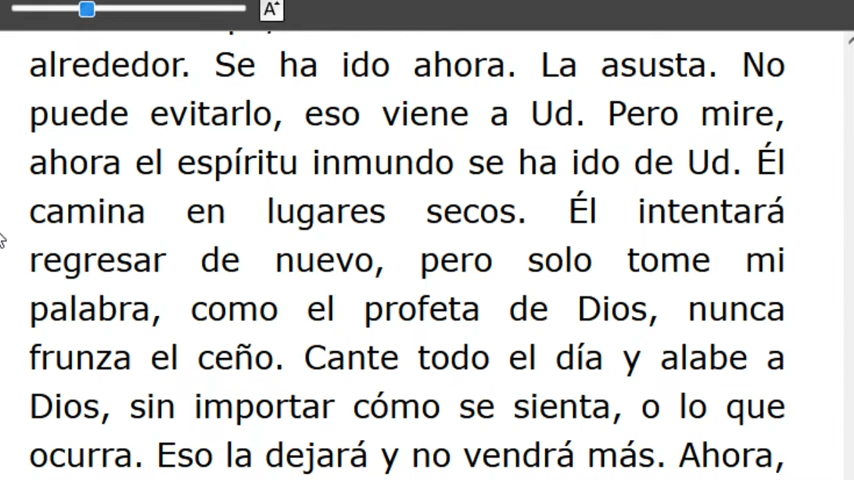 A
alrededor. Se ha ido ahora. La asusta. No
puede evitarlo, eso viene a Ud. Pero mire,
ahora el espíritu inmundo se ha ido de Ud. Él
camina en lugares secos. Él intentará
regresar de nuevo, pero solo tome mi
palabra, como el profeta de Dios, nunca
frunza el ceño. Cante todo el día y alabe a
Dios, sin importar cómo se sienta, o lo que
ocurra. Eso la dejará y no vendrá más. Ahora,